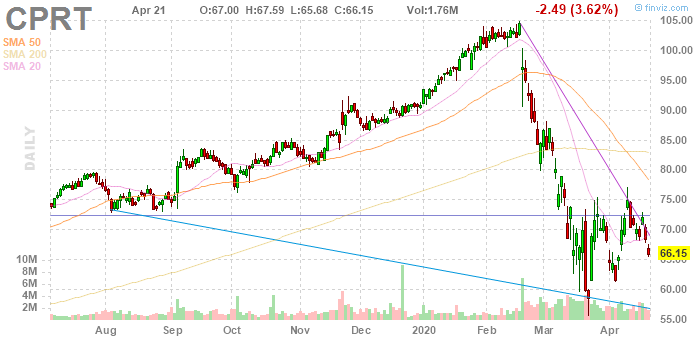 CPRT Apr 21 O:67.00 H:67.59 L:65.68 C:66.15 Vol:1.76M -2.49 (3.62%)
finviz.com
SMA 50
SMA 200
SMA 20
DAILY
105.00
100.00
95.00
90.00
85.00
80.00
75.00
70.00
66.15
60.00
55.00
10M
8M
6M
4M
2M
Aug Sep Oct Nov Dec 2020 Feb Mar Apr